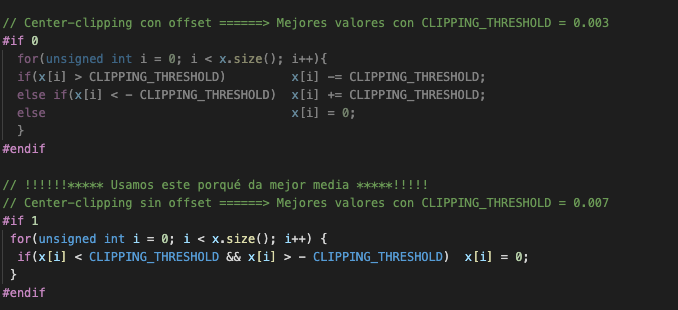 // Center-clipping con offset ======> Mejores valores con CLIPPING_THRESHOLD = 0.003
#if 0
for(unsigned int i = 0; i < x.size(); i++){
if(x[i] > CLIPPING_THRESHOLD) x[i] -= CLIPPING_THRESHOLD;
else if(x[i] < - CLIPPING_THRESHOLD) x[i] += CLIPPING_THRESHOLD;
else x[i] = 0;
}
#endif
// !!!!!!***** Usamos este porqué da mejor media *****!!!!!
// Center-clipping sin offset ======> Mejores valores con CLIPPING_THRESHOLD = 0.007
#if 1
for(unsigned int i = 0; i < x.size(); i++) {
if(x[i] < CLIPPING_THRESHOLD && x[i] > - CLIPPING_THRESHOLD) x[i] = 0;
}
#endif